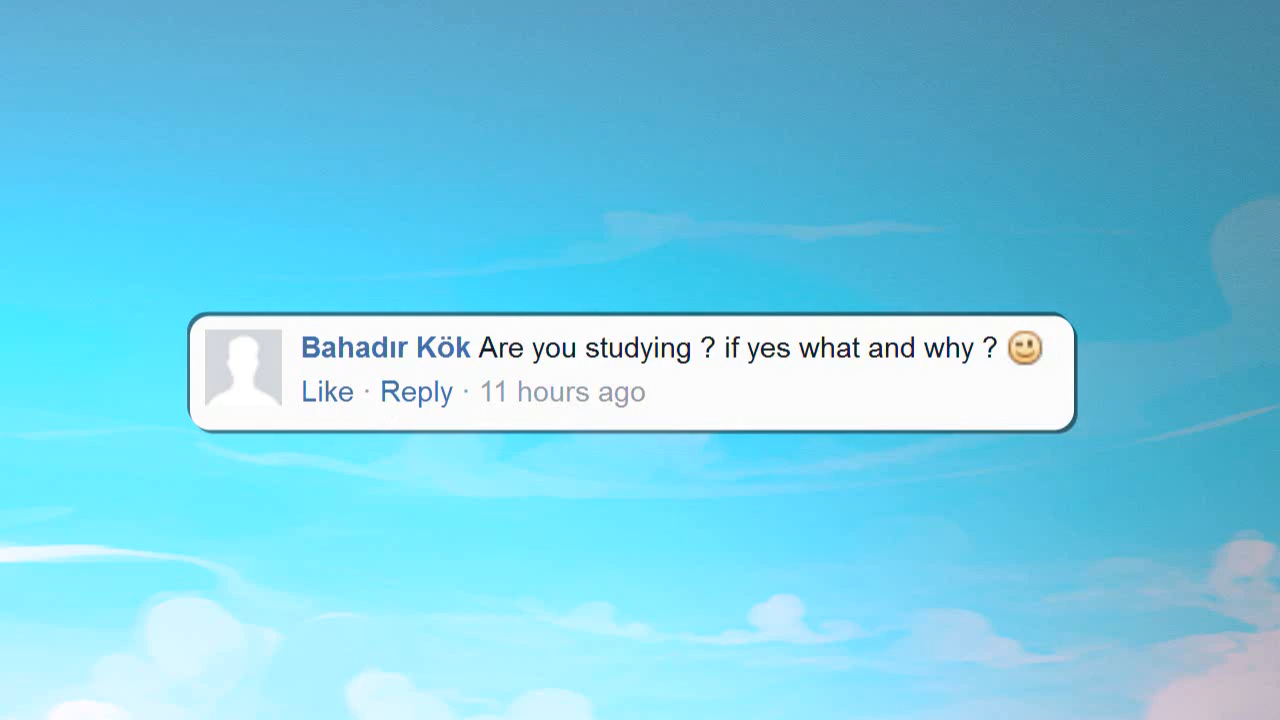 Bahadır Kök Are you studying ? if yes what and why ? 😉
Like · Reply · 11 hours ago